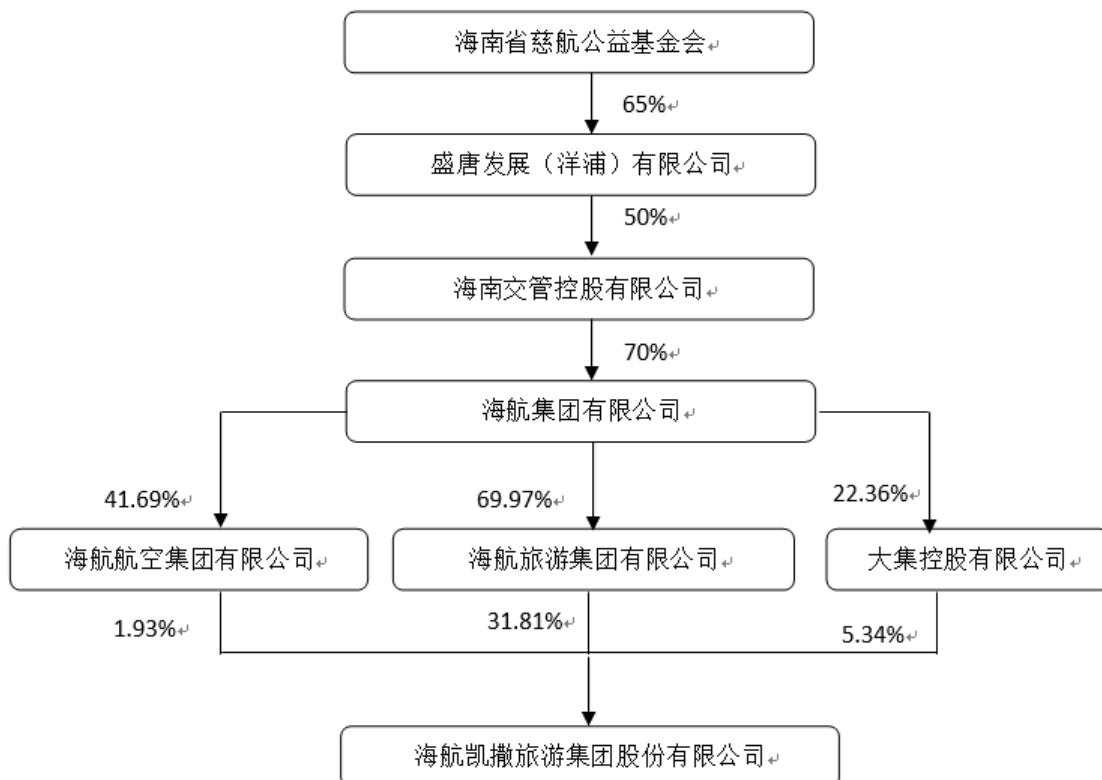 海南省慈航公益基金会
65%
盛唐发展（洋浦）有限公司
50%
海南交管控股有限公司
70%
海航集团有限公司
41.69%
69.97%
22.36%
海航航空集团有限公司
海航旅游集团有限公司
大集控股有限公司
1.93%
31.81%
5.34%
海航凯撒旅游集团股份有限公司